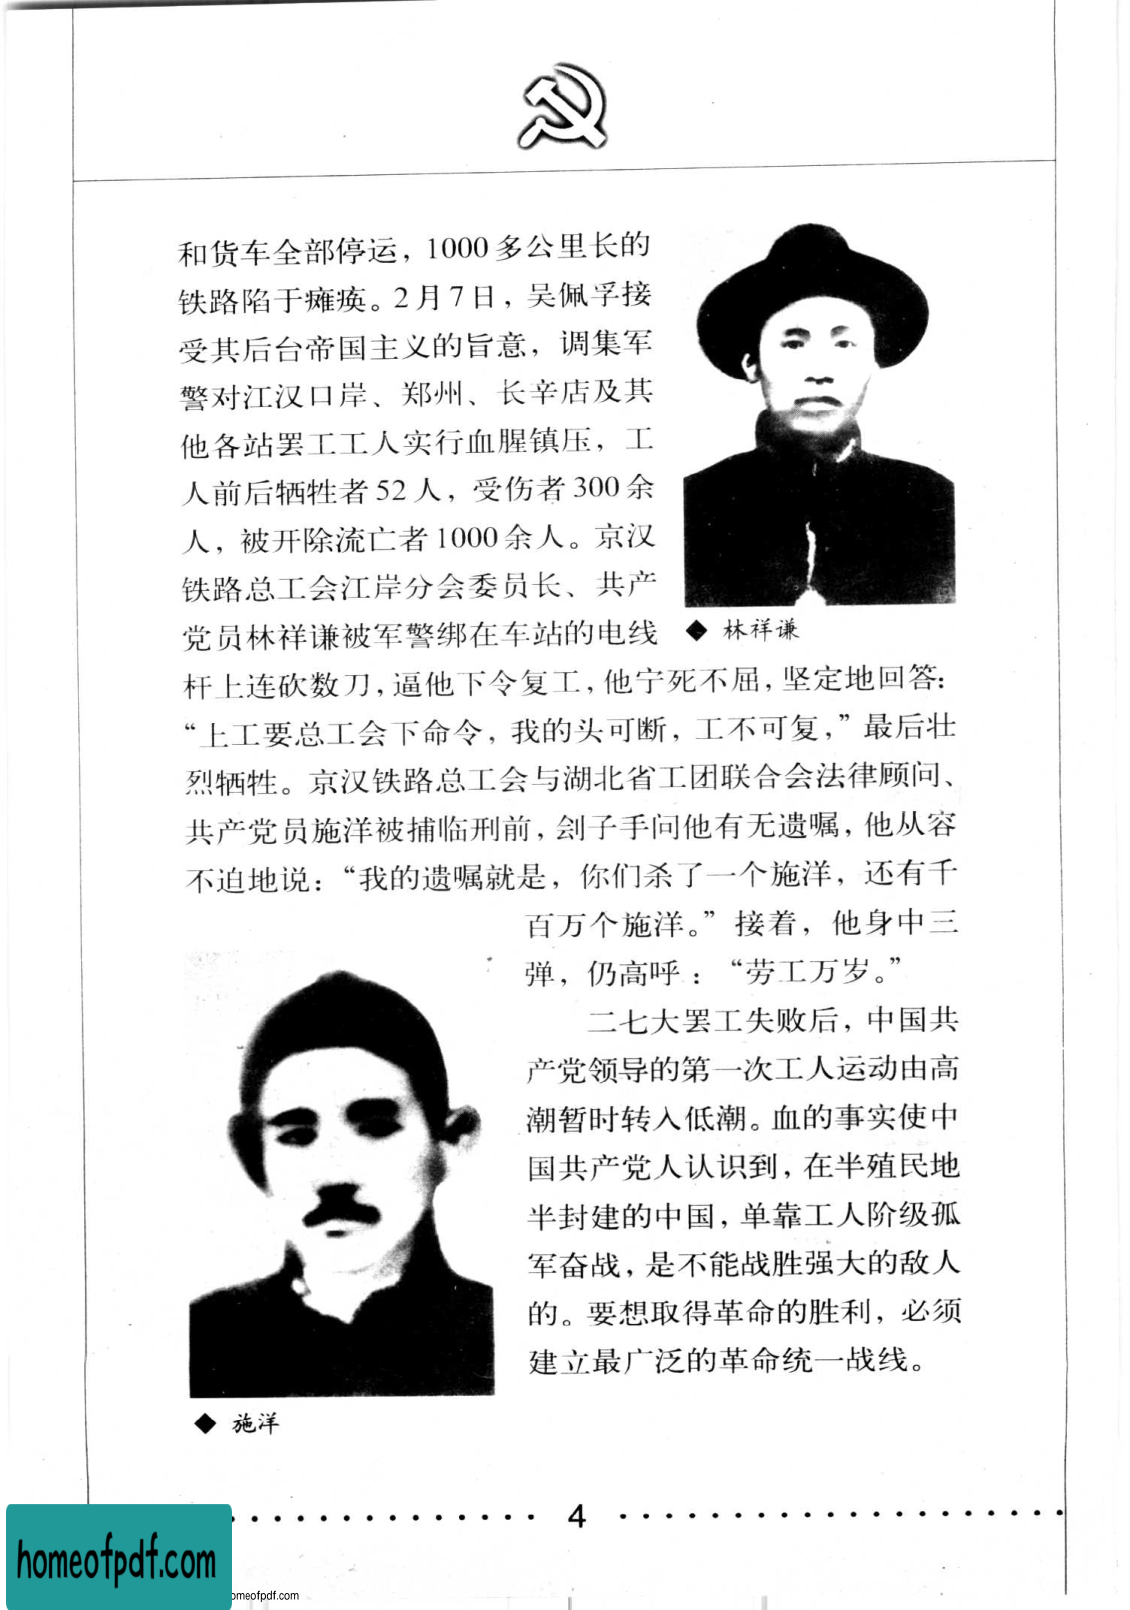 和货车全部停运，1000多公里长的
铁路陷于瘫痪。2月7日，吴佩孚接
受其后台帝国主义的旨意，调集军
警对江汉口岸、郑州、长辛店及其
他各站罢工工人实行血腥镇压，工
人前后牺牲者52人，受伤者300余
人，被开除流亡者1000余人。京汉
铁路总工会江岸分会委员长、共产
党员林祥谦被军警绑在车站的电线
◆ 林祥谦
杆上连砍数刀，逼他下令复工，他宁死不屈，坚定地回答：
“上工要总工会下命令，我的头可断，工不可复，”最后壮
烈牺牲。京汉铁路总工会与湖北省工团联合会法律顾问、
共产党员施洋被捕临刑前，刽子手问他有无遗嘱，他从容
不迫地说：“我的遗嘱就是，你们杀了一个施洋，还有千
百万个施洋。”接着，他身中三
弹，仍高呼：“劳工万岁。”
二七大罢工失败后，中国共
产党领导的第一次工人运动由高
潮暂时转入低潮。血的事实使中
国共产党人认识到，在半殖民地
半封建的中国，单靠工人阶级孤
军奋战，是不能战胜强大的敌人
的。要想取得革命的胜利，必须
建立最广泛的革命统一战线。
◆ 施洋
4
homeofpdf.com
omeofpdf.com